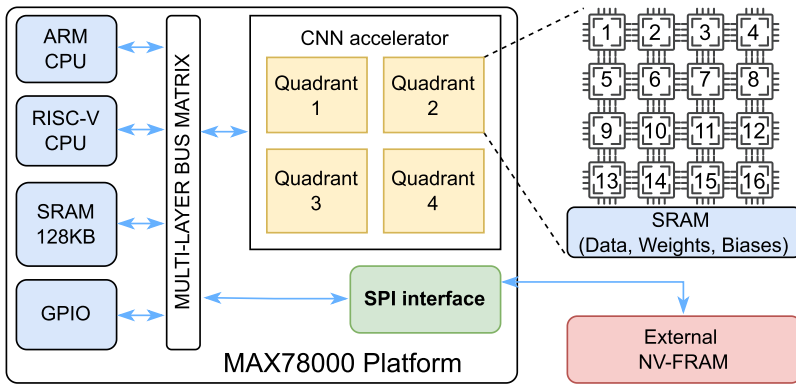 ARM
CPU
RISC-V
CPU
SRAM
128KB
GPIO
MULTI-LAYER BUS MATRIX
CNN accelerator
Quadrant
1
Quadrant
2
Quadrant
3
Quadrant
4
SPI interface
MAX78000 Platform
1 2 3 4
5 6 7 8
9 10 11 12
13 14 15 16
SRAM
(Data, Weights, Biases)
External
NV-FRAM